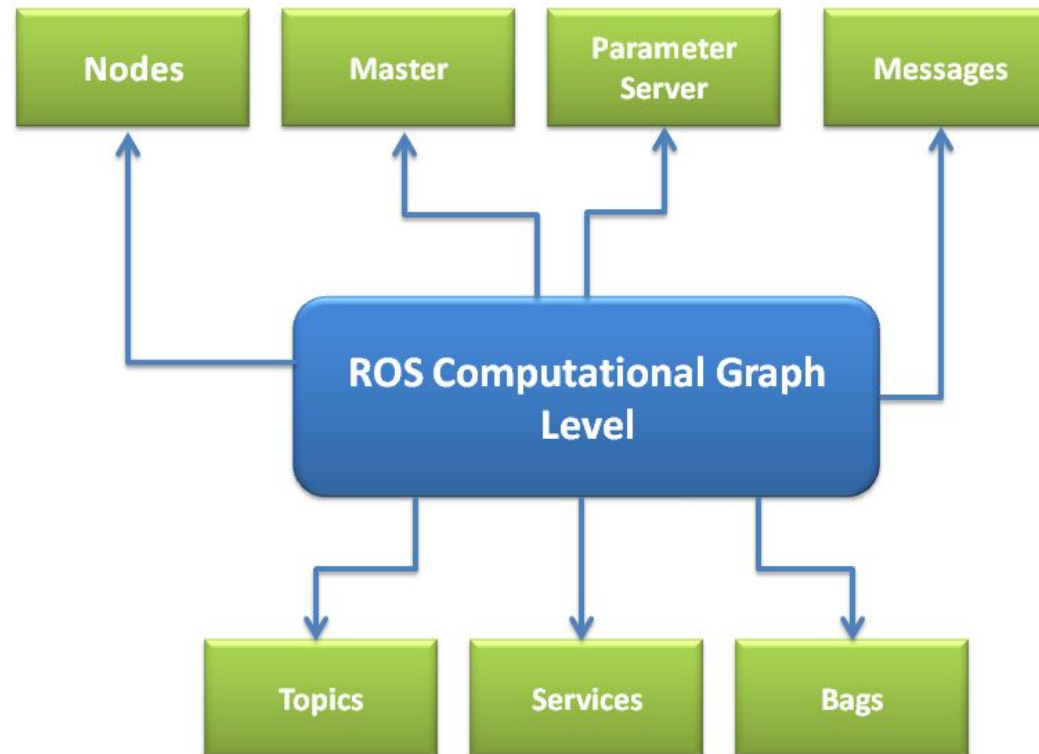 Nodes
Master
Parameter
Server
Messages
ROS Computational Graph
Level
Topics
Services
Bags